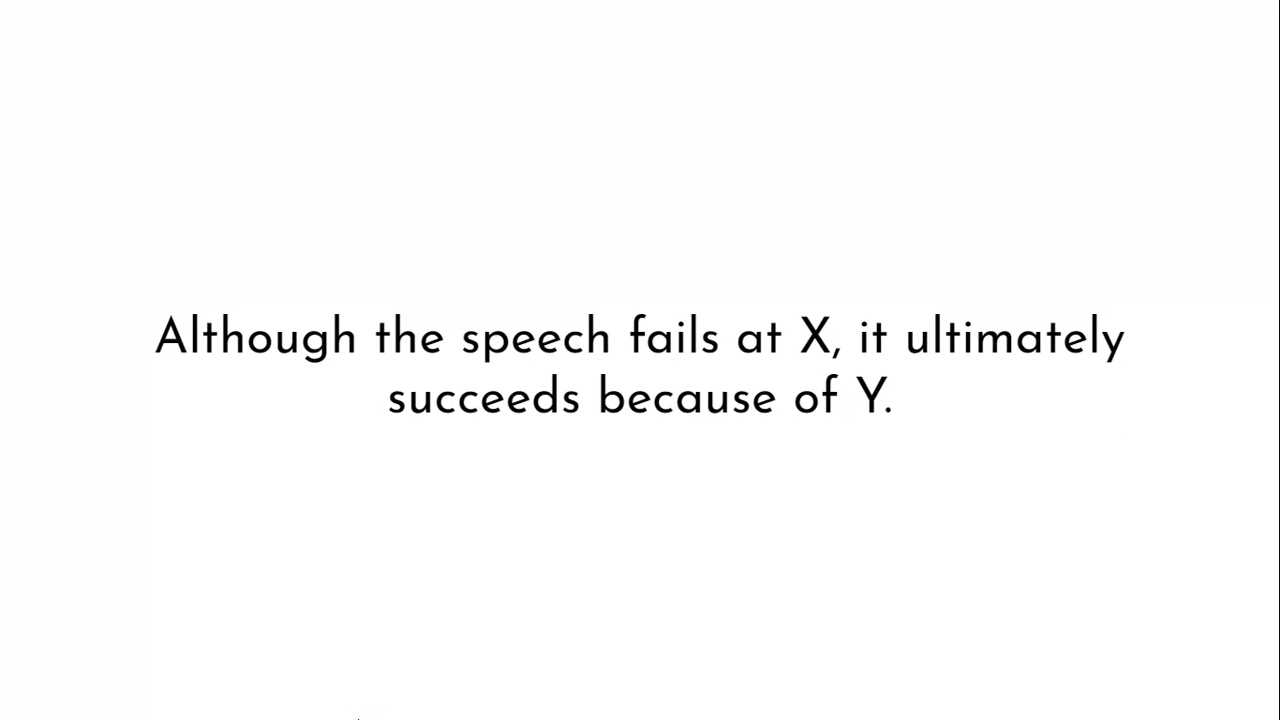 Although the speech fails at X, it ultimately
succeeds because of Y.